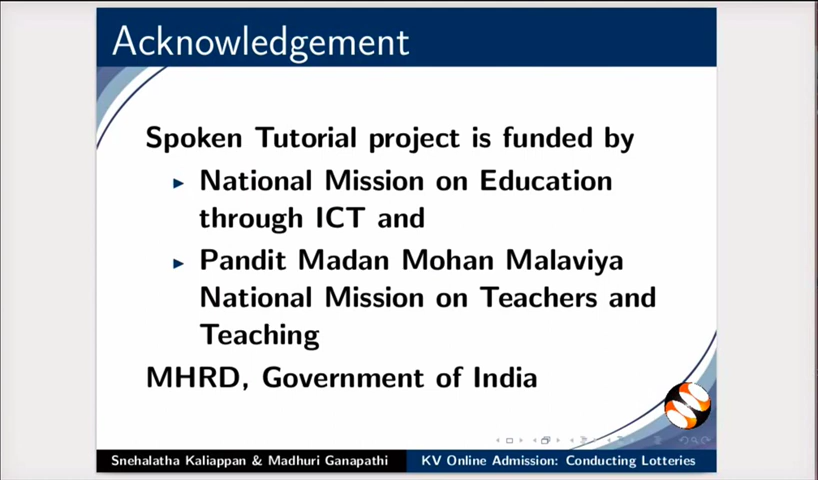 Acknowledgement
Spoken Tutorial project is funded by
National Mission on Education
through ICT and
Pandit Madan Mohan Malaviya
National Mission on Teachers and
Teaching
MHRD, Government of India
Snehalatha Kaliappan & Madhuri Ganapathi KV Online Admission: Conducting Lotteries